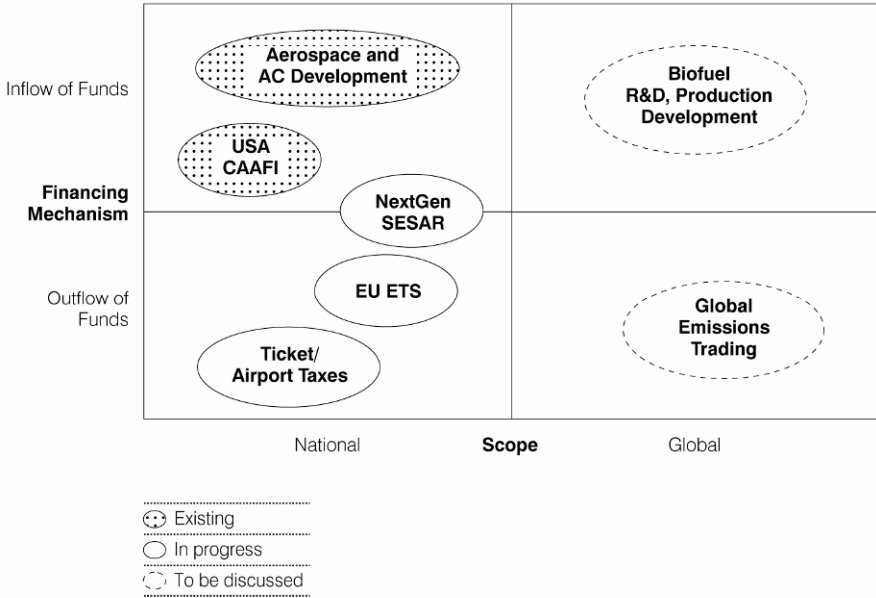 Aerospace and
AC Development
Inflow of Funds
Biofuel
R&D, Production
Development
USA
CAAFI
Financing
Mechanism
NextGen
SESAR
Outflow of
Funds
EU ETS
Global
Emissions
Trading
Ticket/
Airport Taxes
National
Scope
Global
Existing
In progress
To be discussed